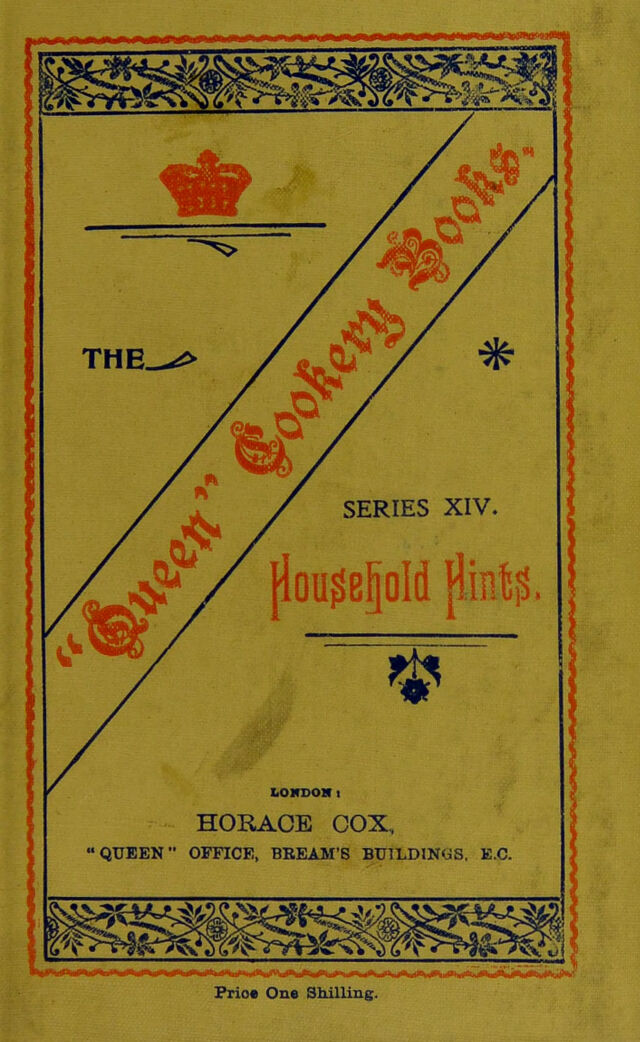 THE
"Queen" Cookery Books.
SERIES XIV.
Household Hints.
LONDON:
HORACE COX,
"QUEEN" OFFICE, BREAM'S BUILDINGS, E.C.
Price One Shilling.